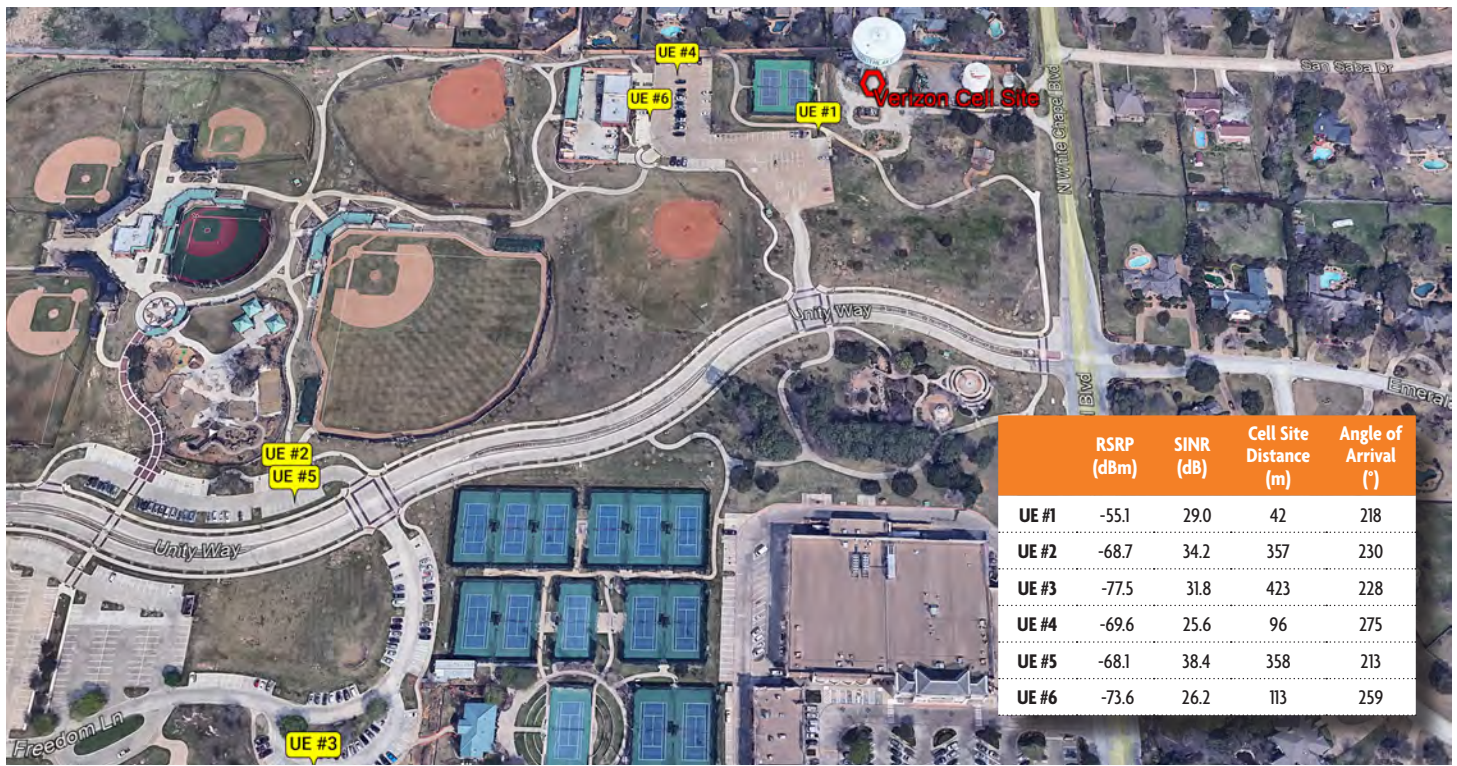 UE #4
San Saba Dr
UE #6
Verizon Cell Site
UE #1
N White Chapel Blvd
Unity Way
Emerald
Blvd
UE #2
UE #5
Unity Way
Freedom Ln
UE #3
RSRP (dBm) SINR (dB) Cell Site Distance (m) Angle of Arrival (°)
UE #1 -55.1 29.0 42 218
UE #2 -68.7 34.2 357 230
UE #3 -77.5 31.8 423 228
UE #4 -69.6 25.6 96 275
UE #5 -68.1 38.4 358 213
UE #6 -73.6 26.2 113 259